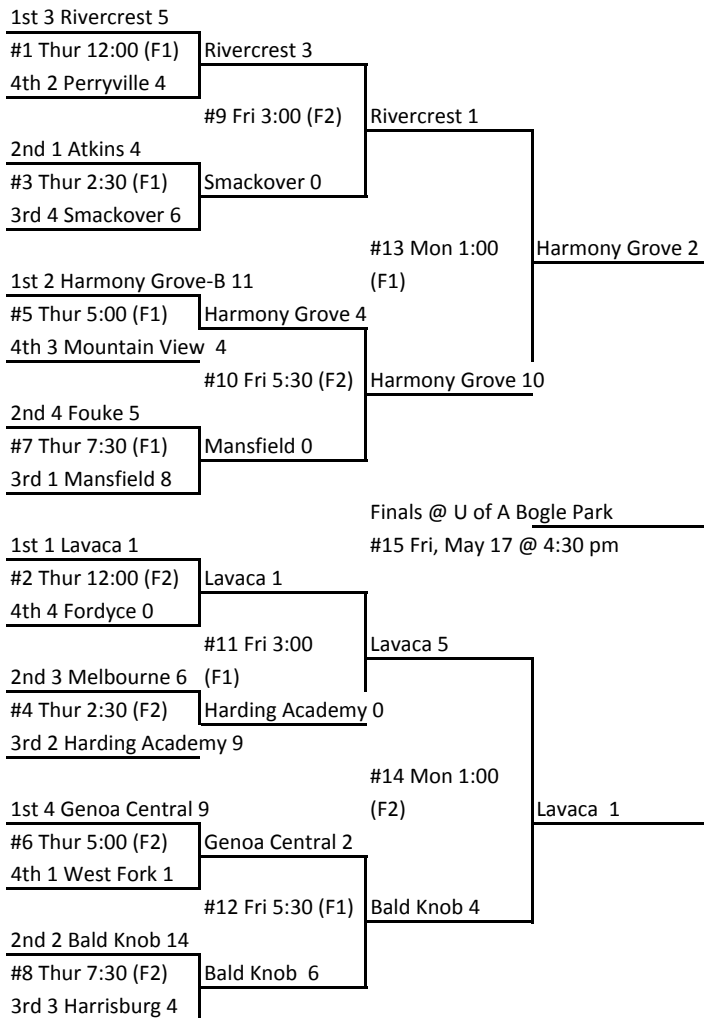 1st 3 Rivercrest 5
#1 Thur 12:00 (F1)
Rivercrest 3
4th 2 Perryville 4
#9 Fri 3:00 (F2)
Rivercrest 1
2nd 1 Atkins 4
#3 Thur 2:30 (F1)
Smackover 0
3rd 4 Smackover 6
#13 Mon 1:00
(F1)
Harmony Grove 2
1st 2 Harmony Grove-B 11
#5 Thur 5:00 (F1)
Harmony Grove 4
4th 3 Mountain View 4
#10 Fri 5:30 (F2)
Harmony Grove 10
2nd 4 Fouke 5
#7 Thur 7:30 (F1)
Mansfield 0
3rd 1 Mansfield 8
Finals @ U of A Bogle Park
#15 Fri, May 17 @ 4:30 pm
1st 1 Lavaca 1
#2 Thur 12:00 (F2)
Lavaca 1
4th 4 Fordyce 0
#11 Fri 3:00
(F1)
Lavaca 5
2nd 3 Melbourne 6
#4 Thur 2:30 (F2)
Harding Academy 0
3rd 2 Harding Academy 9
#14 Mon 1:00
(F2)
Lavaca 1
1st 4 Genoa Central 9
#6 Thur 5:00 (F2)
Genoa Central 2
4th 1 West Fork 1
#12 Fri 5:30 (F1)
Bald Knob 4
2nd 2 Bald Knob 14
#8 Thur 7:30 (F2)
Bald Knob 6
3rd 3 Harrisburg 4